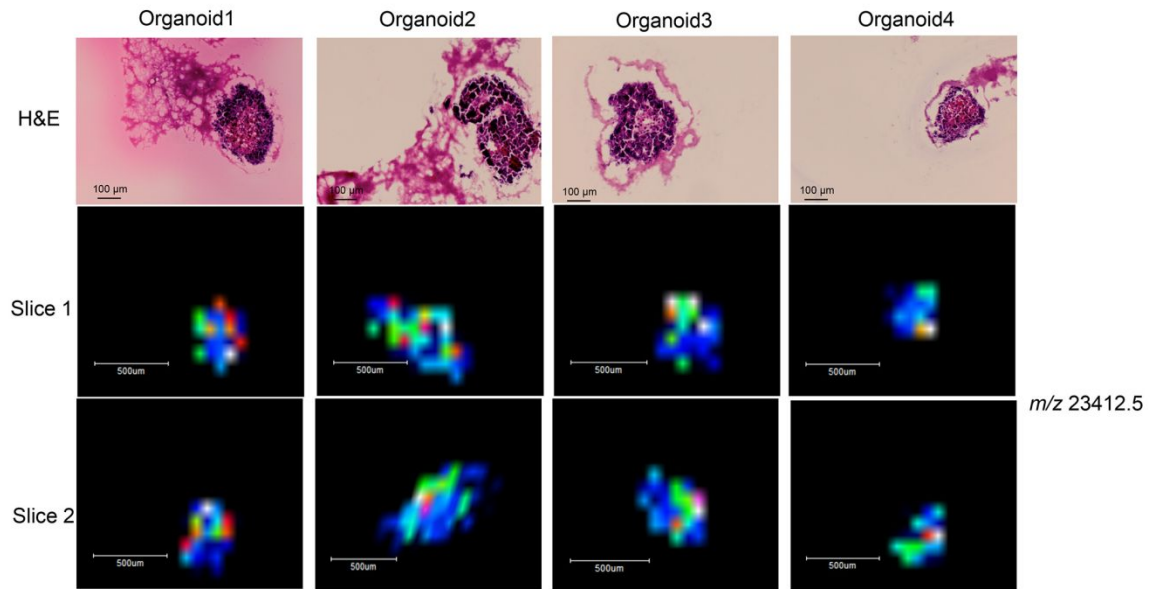 Organoid1 Organoid2 Organoid3 Organoid4
H&E
100 µm 100 µm 100 µm 100 µm
Slice 1
500um 500um 500um 500um
m/z 23412.5
Slice 2
500um 500um 500um 500um